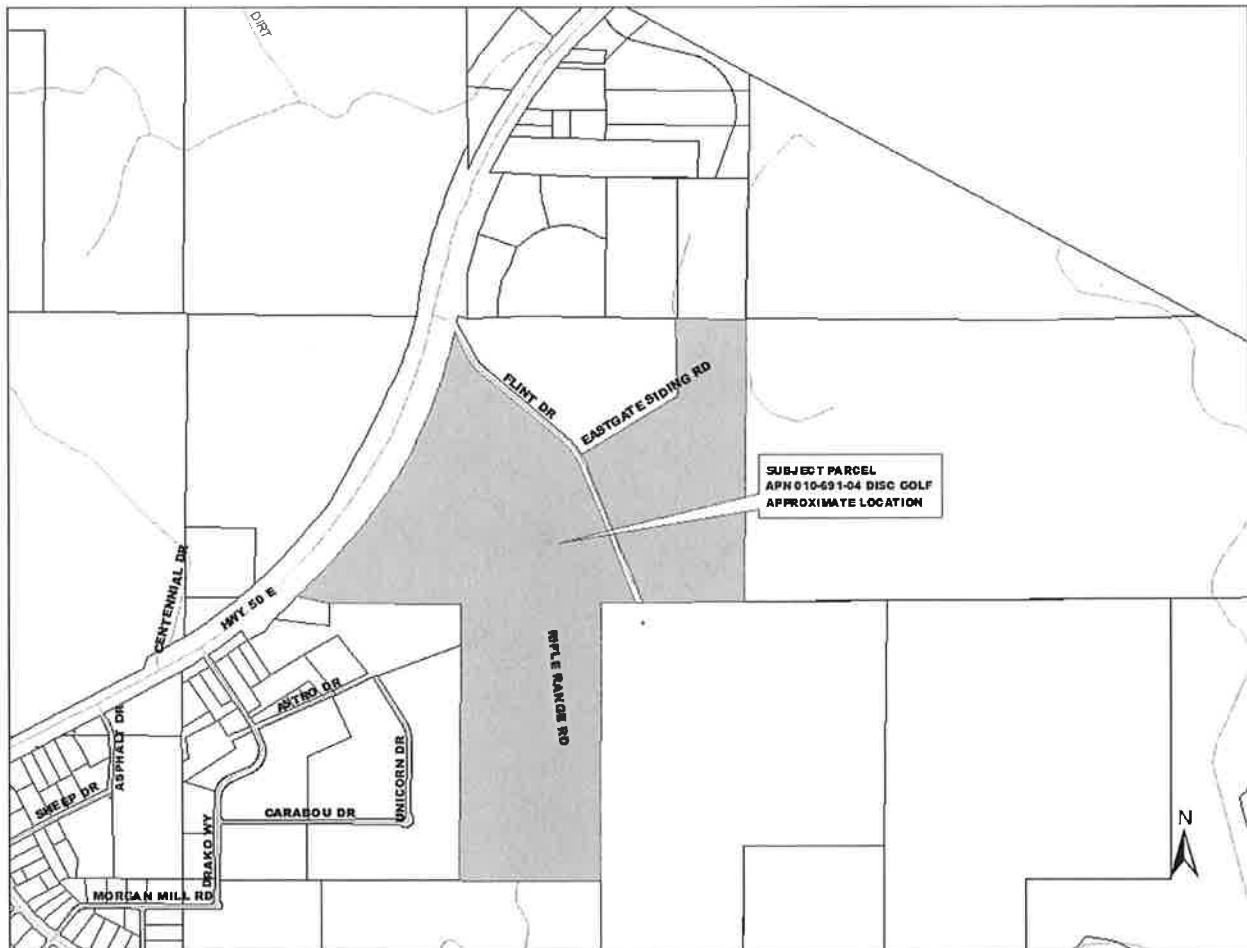 DIRT
FLINT DR
EASTGATE SIDING RD
SUBJECT PARCEL
APN 010-691-04 DISC GOLF
APPROXIMATE LOCATION
CENTENNIAL DR
HWY 50 E
RIFLE RANGE RD
ASTRO DR
ASPHALT DR
UNICORN DR
SHEEP DR
CARABOU DR
DRAKO WY
MORGAN MILL RD
N